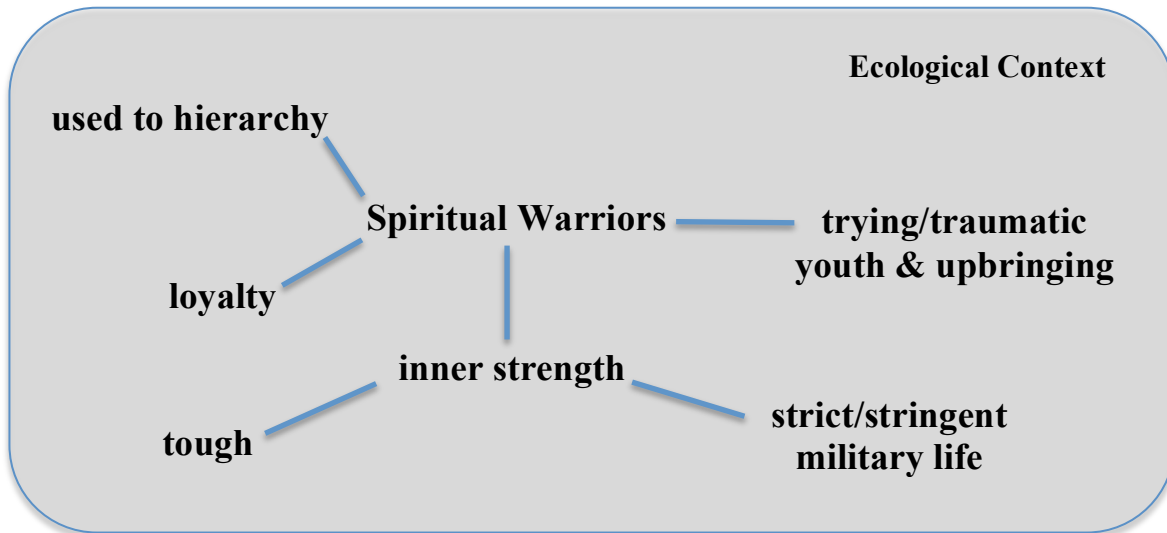 Ecological Context
used to hierarchy
Spiritual Warriors
trying/traumatic
youth & upbringing
loyalty
inner strength
strict/stringent
military life
tough